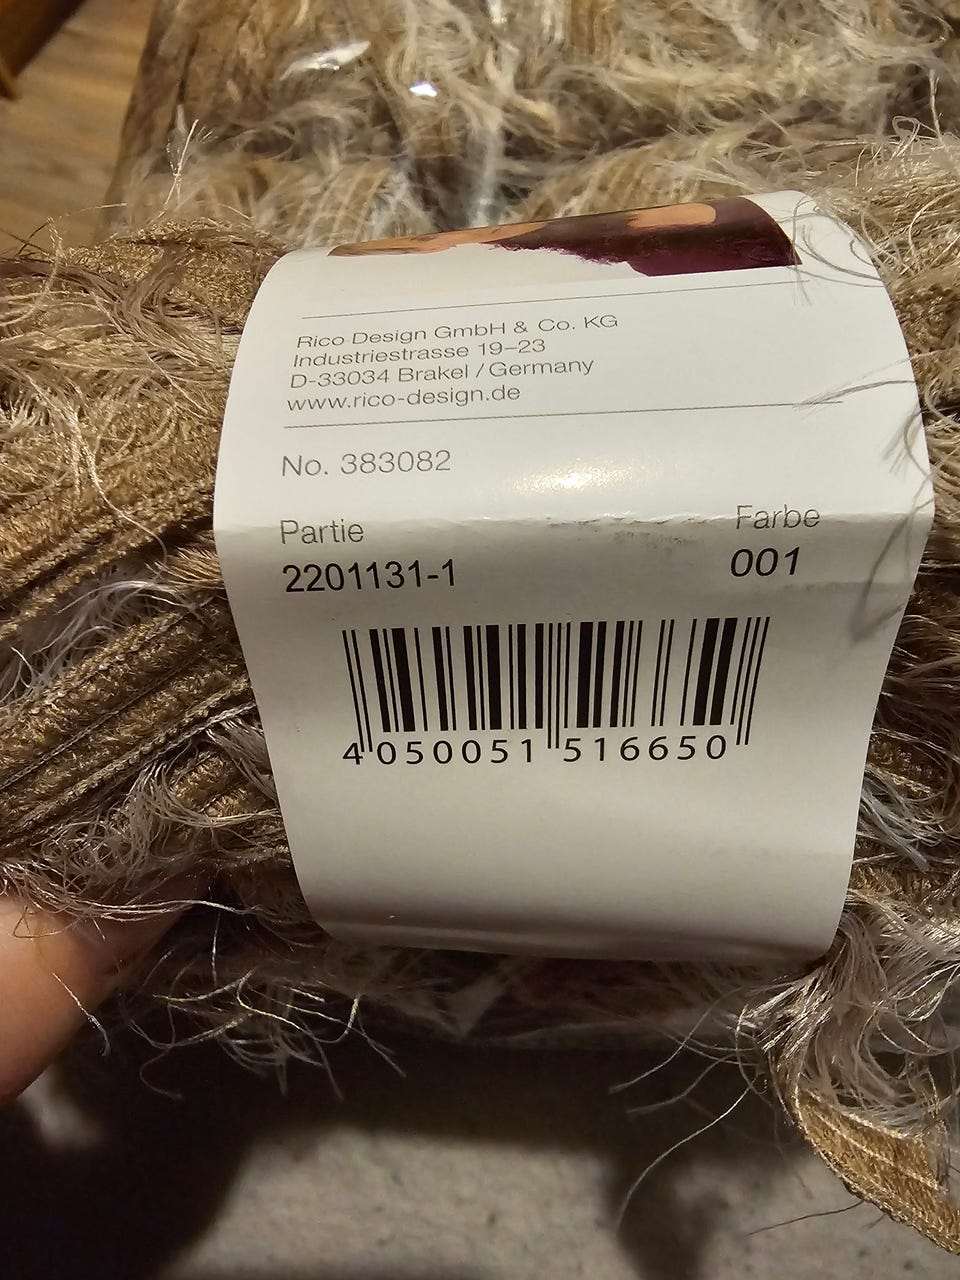 Rico Design GmbH & Co. KG
Industriestrasse 19–23
D-33034 Brakel / Germany
www.rico-design.de
No. 383082
Partie Farbe
2201131-1 001
4 050051 516650